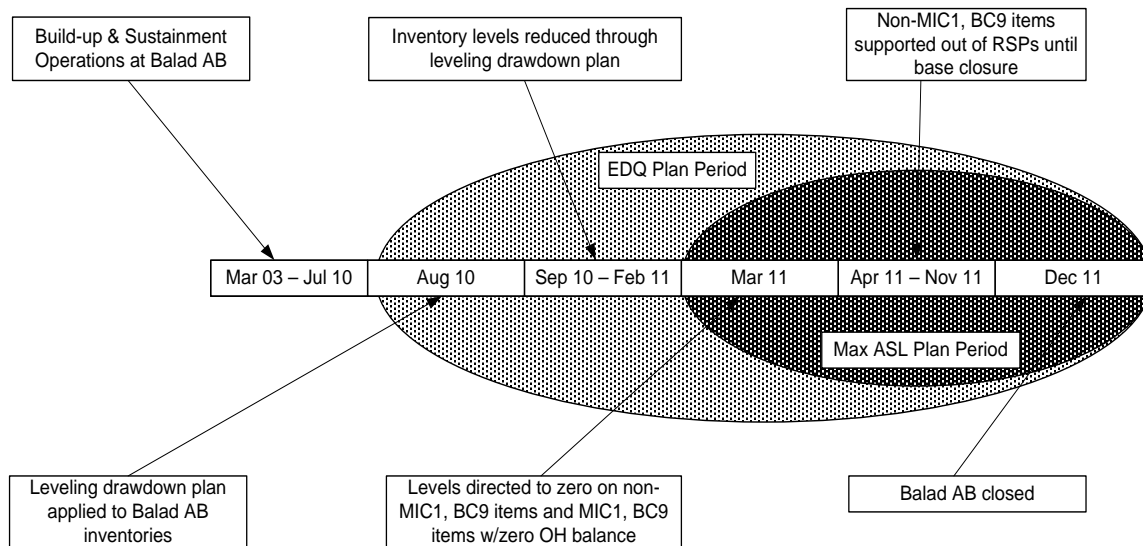 Build-up & Sustainment
Operations at Balad AB
Inventory levels reduced through
leveling drawdown plan
Non-MIC1, BC9 items
supported out of RSPs until
base closure
EDQ Plan Period
Mar 03 – Jul 10
Aug 10
Sep 10 – Feb 11
Mar 11
Apr 11 – Nov 11
Dec 11
Max ASL Plan Period
Leveling drawdown plan
applied to Balad AB
inventories
Levels directed to zero on non-
MIC1, BC9 items and MIC1, BC9
items w/zero OH balance
Balad AB closed